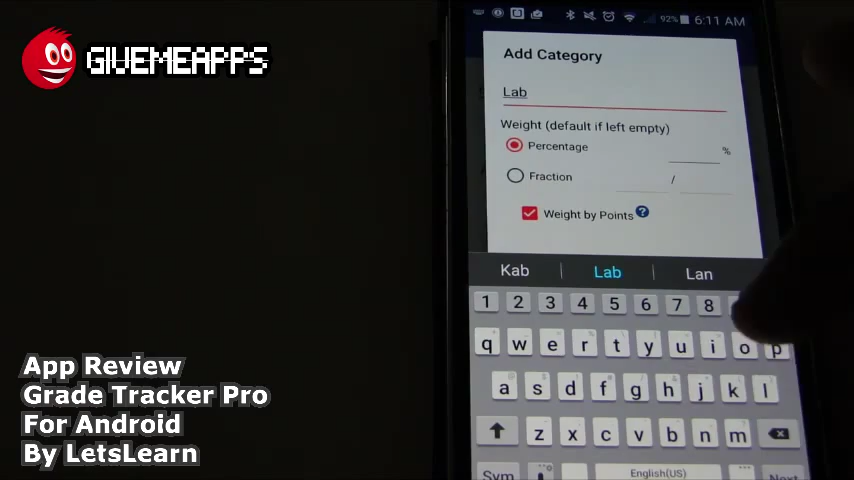 GIVEMEAPPS
App Review
Grade Tracker Pro
For Android
By LetsLearn
92% 6:11 AM
Add Category
Lab
Weight (default if left empty)
Percentage %
Fraction /
Weight by Points ?
Kab Lab Lan
1 2 3 4 5 6 7 8
q w e r t y u i o p
a s d f g h j k l
z x c v b n m
Sym English(US) Next